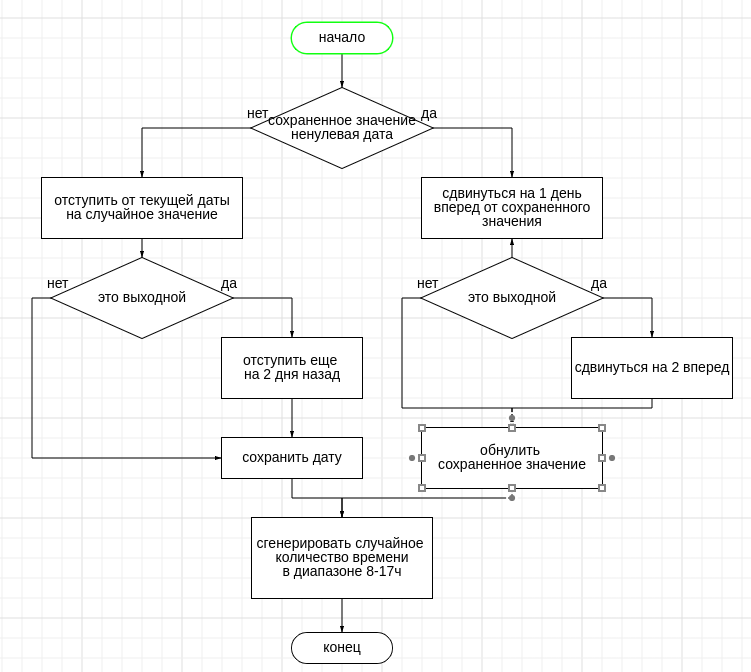 начало
нет
да
сохраненное значение
ненулевая дата
отступить от текущей даты
на случайное значение
сдвинуться на 1 день
вперед от сохраненного
значения
нет
это выходной
да
нет
это выходной
да
отступить еще
на 2 дня назад
сдвинуться на 2 вперед
сохранить дату
обнулить
сохраненное значение
сгенерировать случайное
количество времени
в диапазоне 8-17ч
конец